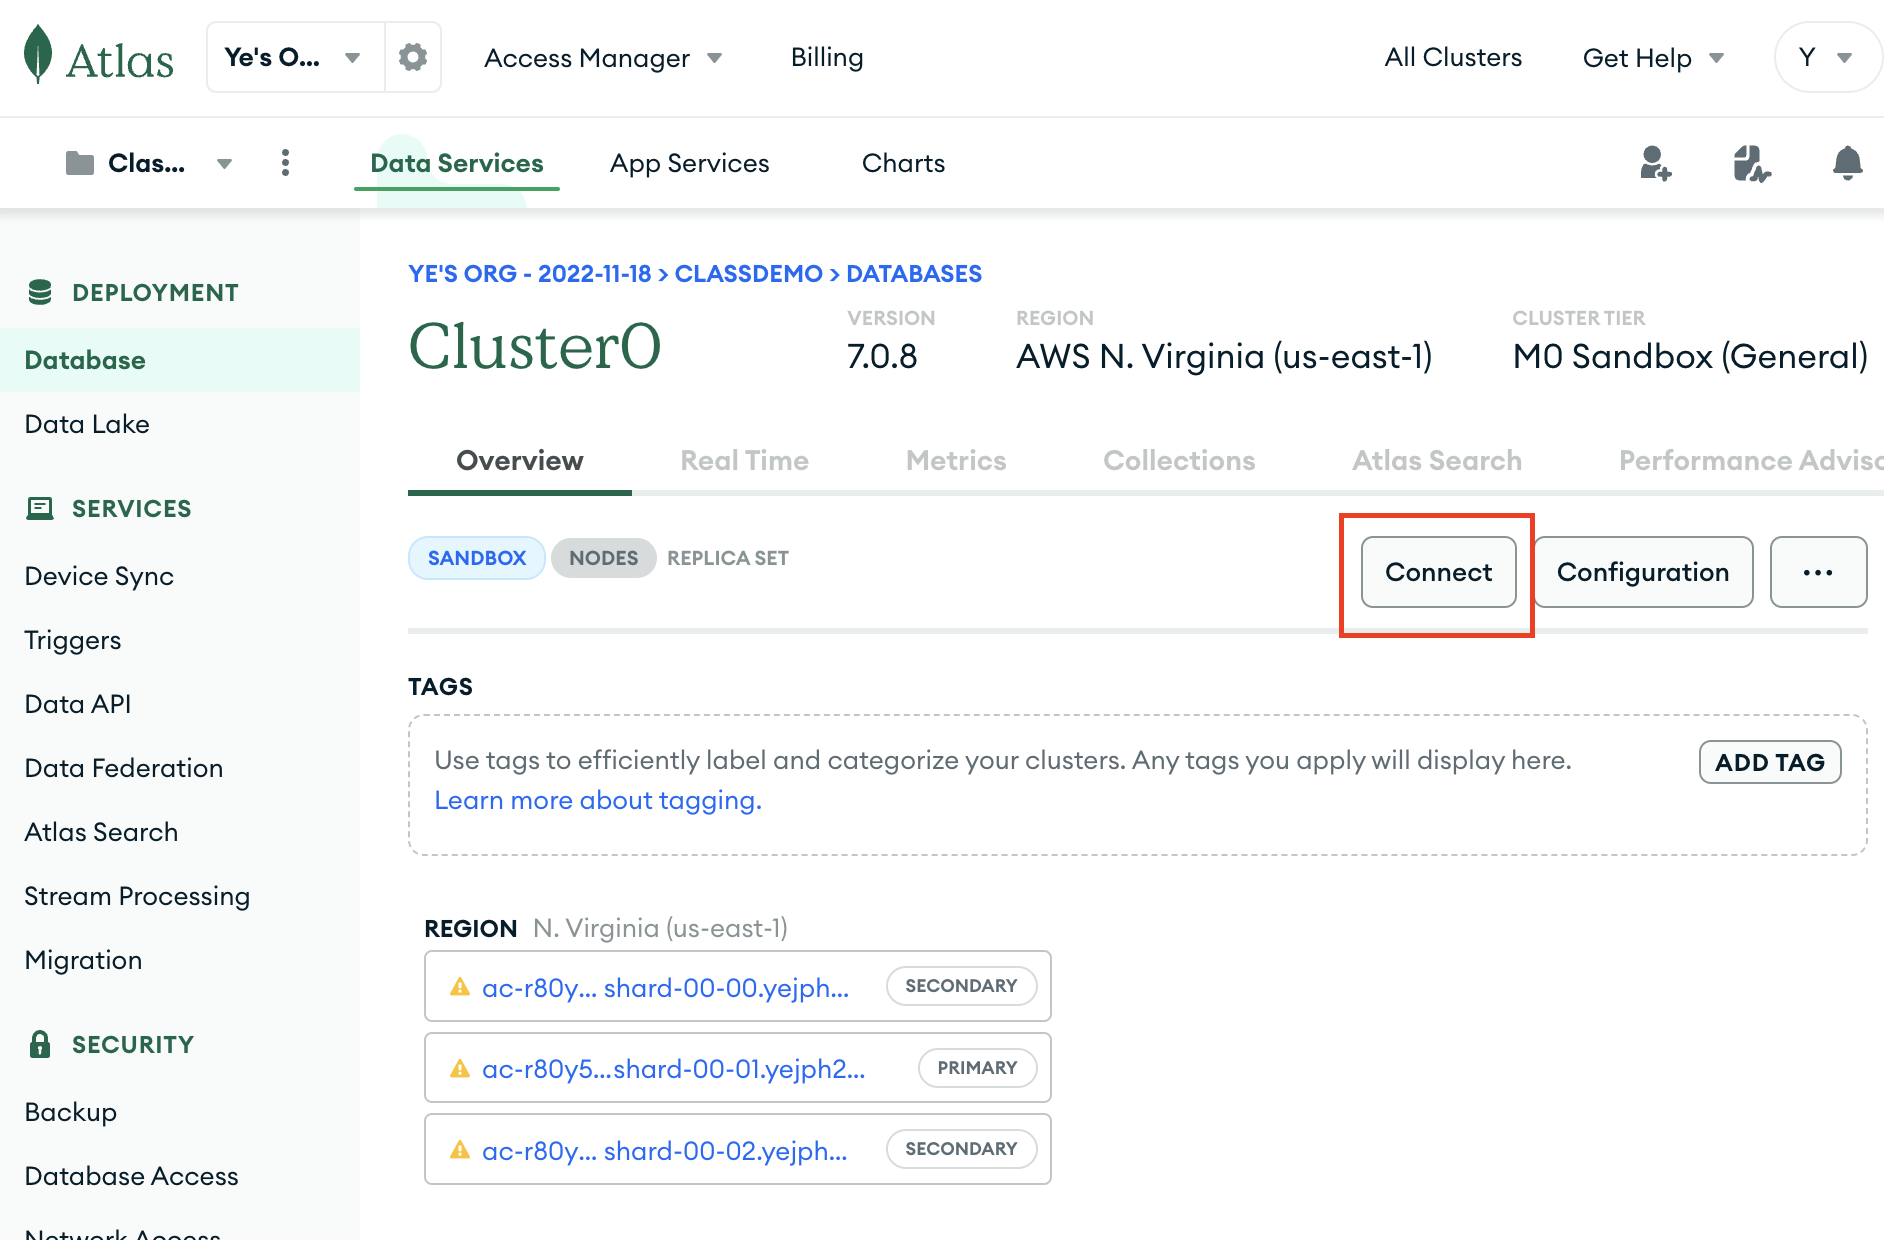 Atlas
Ye's O...
Access Manager
Billing
All Clusters
Get Help
Y
Clas...
Data Services
App Services
Charts
DEPLOYMENT
Database
Data Lake
SERVICES
Device Sync
Triggers
Data API
Data Federation
Atlas Search
Stream Processing
Migration
SECURITY
Backup
Database Access
Network Access
YE'S ORG - 2022-11-18 > CLASSDEMO > DATABASES
Cluster0
VERSION
7.0.8
REGION
AWS N. Virginia (us-east-1)
CLUSTER TIER
M0 Sandbox (General)
Overview
Real Time
Metrics
Collections
Atlas Search
Performance Adviso
SANDBOX
NODES
REPLICA SET
Connect
Configuration
...
TAGS
Use tags to efficiently label and categorize your clusters. Any tags you apply will display here.
Learn more about tagging.
ADD TAG
REGION N. Virginia (us-east-1)
ac-r80y... shard-00-00.yejph...
SECONDARY
ac-r80y5...shard-00-01.yejph2...
PRIMARY
ac-r80y... shard-00-02.yejph...
SECONDARY